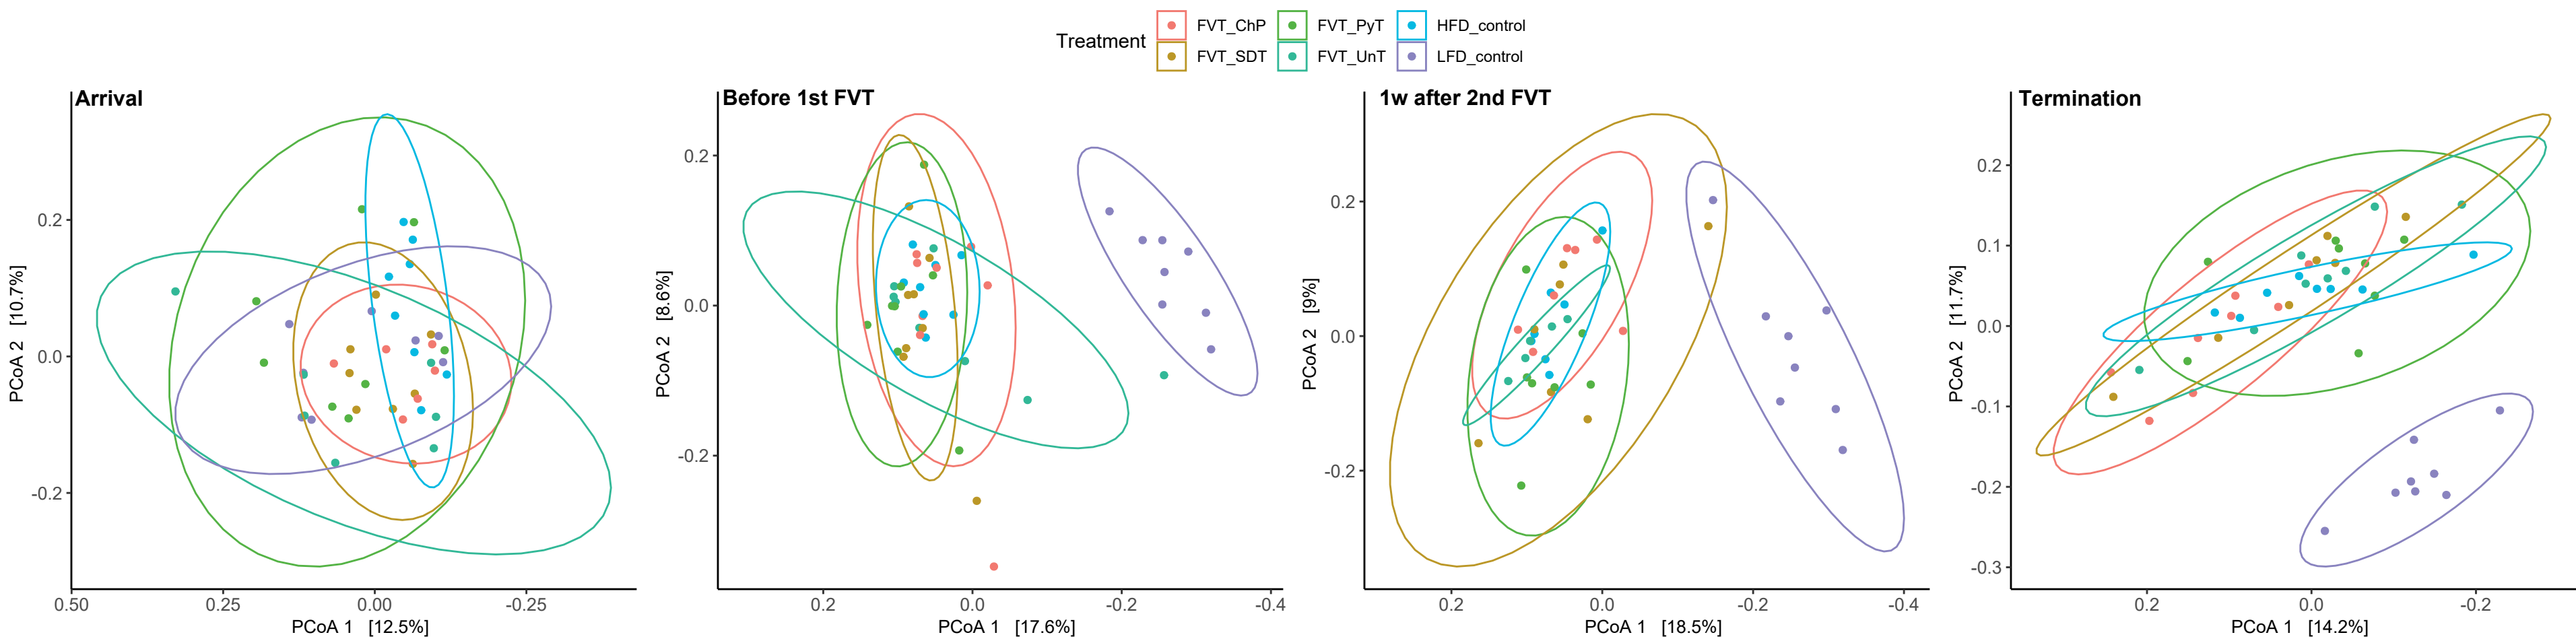 Treatment
FVT_ChP FVT_PyT HFD_control
FVT_SDT FVT_UnT LFD_control
Arrival
PCoA 2 [10.7%]
0.2
0.0
-0.2
0.50 0.25 0.00 -0.25
PCoA 1 [12.5%]
Before 1st FVT
PCoA 2 [8.6%]
0.2
0.0
-0.2
0.2 0.0 -0.2 -0.4
PCoA 1 [17.6%]
1w after 2nd FVT
PCoA 2 [9%]
0.2
0.0
-0.2
0.2 0.0 -0.2 -0.4
PCoA 1 [18.5%]
Termination
PCoA 2 [11.7%]
0.2
0.1
0.0
-0.1
-0.2
-0.3
0.2 0.0 -0.2
PCoA 1 [14.2%]